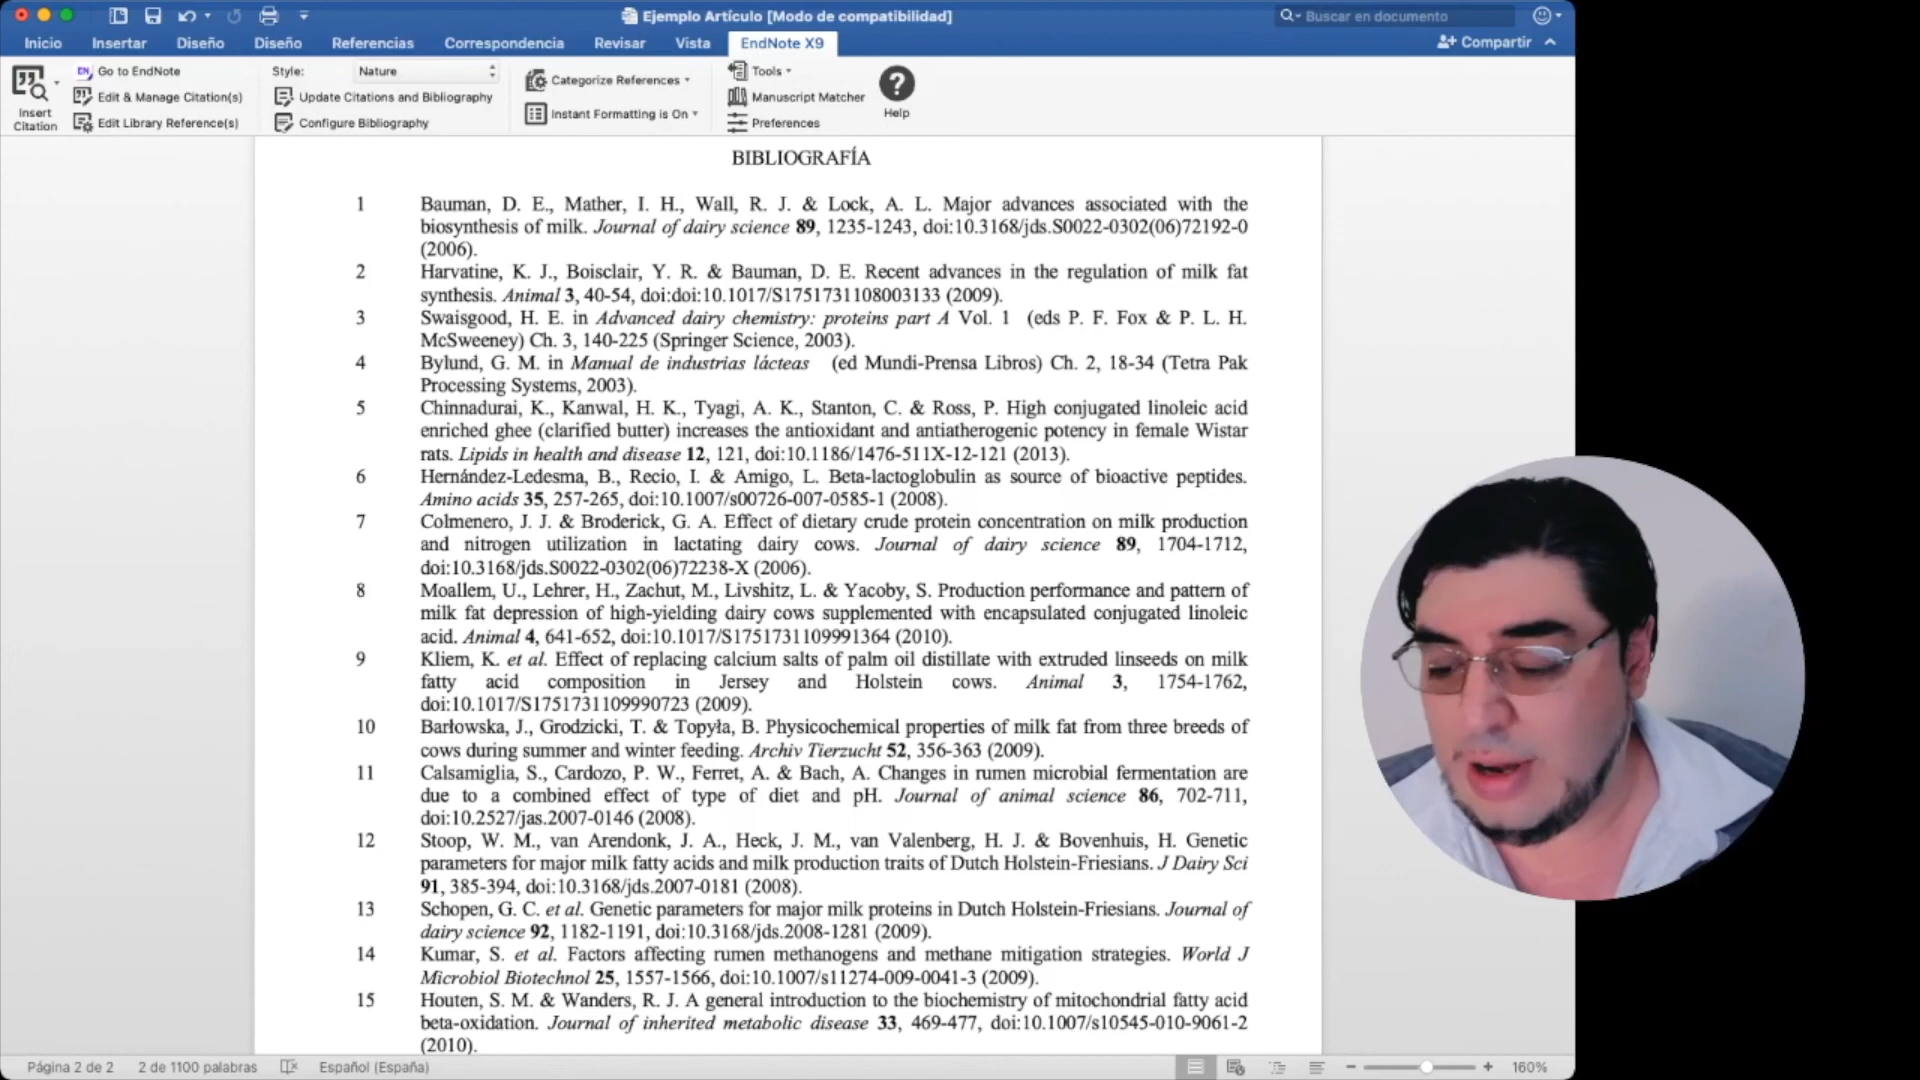 Ejemplo Artículo [Modo de compatibilidad]
Buscar en documento
Inicio
Insertar
Diseño
Diseño
Referencias
Correspondencia
Revisar
Vista
EndNote X9
Compartir
Insert
Citation
EN Go to EndNote
Edit & Manage Citation(s)
Edit Library Reference(s)
Style: Nature
Update Citations and Bibliography
Configure Bibliography
Categorize References
Instant Formatting is On
Tools
Manuscript Matcher
Preferences
?
Help
BIBLIOGRAFÍA
1 Bauman, D. E., Mather, I. H., Wall, R. J. & Lock, A. L. Major advances associated with the
biosynthesis of milk. Journal of dairy science 89, 1235-1243, doi:10.3168/jds.S0022-0302(06)72192-0
(2006).
2 Harvatine, K. J., Boisclair, Y. R. & Bauman, D. E. Recent advances in the regulation of milk fat
synthesis. Animal 3, 40-54, doi:doi:10.1017/S1751731108003133 (2009).
3 Swaisgood, H. E. in Advanced dairy chemistry: proteins part A Vol. 1 (eds P. F. Fox & P. L. H.
McSweeney) Ch. 3, 140-225 (Springer Science, 2003).
4 Bylund, G. M. in Manual de industrias lácteas (ed Mundi-Prensa Libros) Ch. 2, 18-34 (Tetra Pak
Processing Systems, 2003).
5 Chinnadurai, K., Kanwal, H. K., Tyagi, A. K., Stanton, C. & Ross, P. High conjugated linoleic acid
enriched ghee (clarified butter) increases the antioxidant and antiatherogenic potency in female Wistar
rats. Lipids in health and disease 12, 121, doi:10.1186/1476-511X-12-121 (2013).
6 Hernández-Ledesma, B., Recio, I. & Amigo, L. Beta-lactoglobulin as source of bioactive peptides.
Amino acids 35, 257-265, doi:10.1007/s00726-007-0585-1 (2008).
7 Colmenero, J. J. & Broderick, G. A. Effect of dietary crude protein concentration on milk production
and nitrogen utilization in lactating dairy cows. Journal of dairy science 89, 1704-1712,
doi:10.3168/jds.S0022-0302(06)72238-X (2006).
8 Moallem, U., Lehrer, H., Zachut, M., Livshitz, L. & Yacoby, S. Production performance and pattern of
milk fat depression of high-yielding dairy cows supplemented with encapsulated conjugated linoleic
acid. Animal 4, 641-652, doi:10.1017/S1751731109991364 (2010).
9 Kliem, K. et al. Effect of replacing calcium salts of palm oil distillate with extruded linseeds on milk
fatty acid composition in Jersey and Holstein cows. Animal 3, 1754-1762,
doi:10.1017/S1751731109990723 (2009).
10 Barłowska, J., Grodzicki, T. & Topyła, B. Physicochemical properties of milk fat from three breeds of
cows during summer and winter feeding. Archiv Tierzucht 52, 356-363 (2009).
11 Calsamiglia, S., Cardozo, P. W., Ferret, A. & Bach, A. Changes in rumen microbial fermentation are
due to a combined effect of type of diet and pH. Journal of animal science 86, 702-711,
doi:10.2527/jas.2007-0146 (2008).
12 Stoop, W. M., van Arendonk, J. A., Heck, J. M., van Valenberg, H. J. & Bovenhuis, H. Genetic
parameters for major milk fatty acids and milk production traits of Dutch Holstein-Friesians. J Dairy Sci
91, 385-394, doi:10.3168/jds.2007-0181 (2008).
13 Schopen, G. C. et al. Genetic parameters for major milk proteins in Dutch Holstein-Friesians. Journal of
dairy science 92, 1182-1191, doi:10.3168/jds.2008-1281 (2009).
14 Kumar, S. et al. Factors affecting rumen methanogens and methane mitigation strategies. World J
Microbiol Biotechnol 25, 1557-1566, doi:10.1007/s11274-009-0041-3 (2009).
15 Houten, S. M. & Wanders, R. J. A general introduction to the biochemistry of mitochondrial fatty acid
beta-oxidation. Journal of inherited metabolic disease 33, 469-477, doi:10.1007/s10545-010-9061-2
(2010).
Página 2 de 2
2 de 1100 palabras
Español (España)
160%